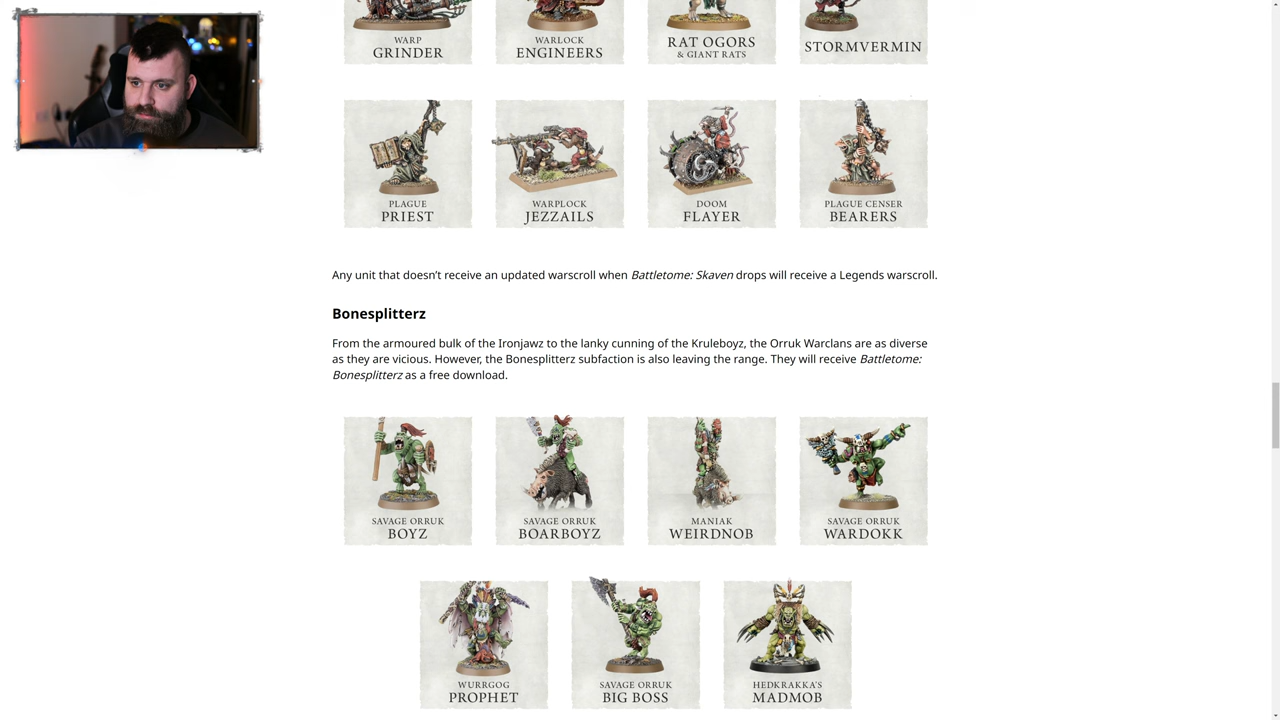 WARP
GRINDER
WARLOCK
ENGINEERS
RAT OGORS
& GIANT RATS
STORMVERMIN
PLAGUE
PRIEST
WARPLOCK
JEZZAILS
DOOM
FLAYER
PLAGUE CENSER
BEARERS
Any unit that doesn’t receive an updated warscroll when Battletome: Skaven drops will receive a Legends warscroll.
Bonesplitterz
From the armoured bulk of the Ironjawz to the lanky cunning of the Kruleboyz, the Orruk Warclans are as diverse
as they are vicious. However, the Bonesplitterz subfaction is also leaving the range. They will receive Battletome:
Bonesplitterz as a free download.
SAVAGE ORRUK
BOYZ
SAVAGE ORRUK
BOARBOYZ
MANIAK
WEIRDNOB
SAVAGE ORRUK
WARDOKK
WURRGOG
PROPHET
SAVAGE ORRUK
BIG BOSS
HEDKRAKKA'S
MADMOB